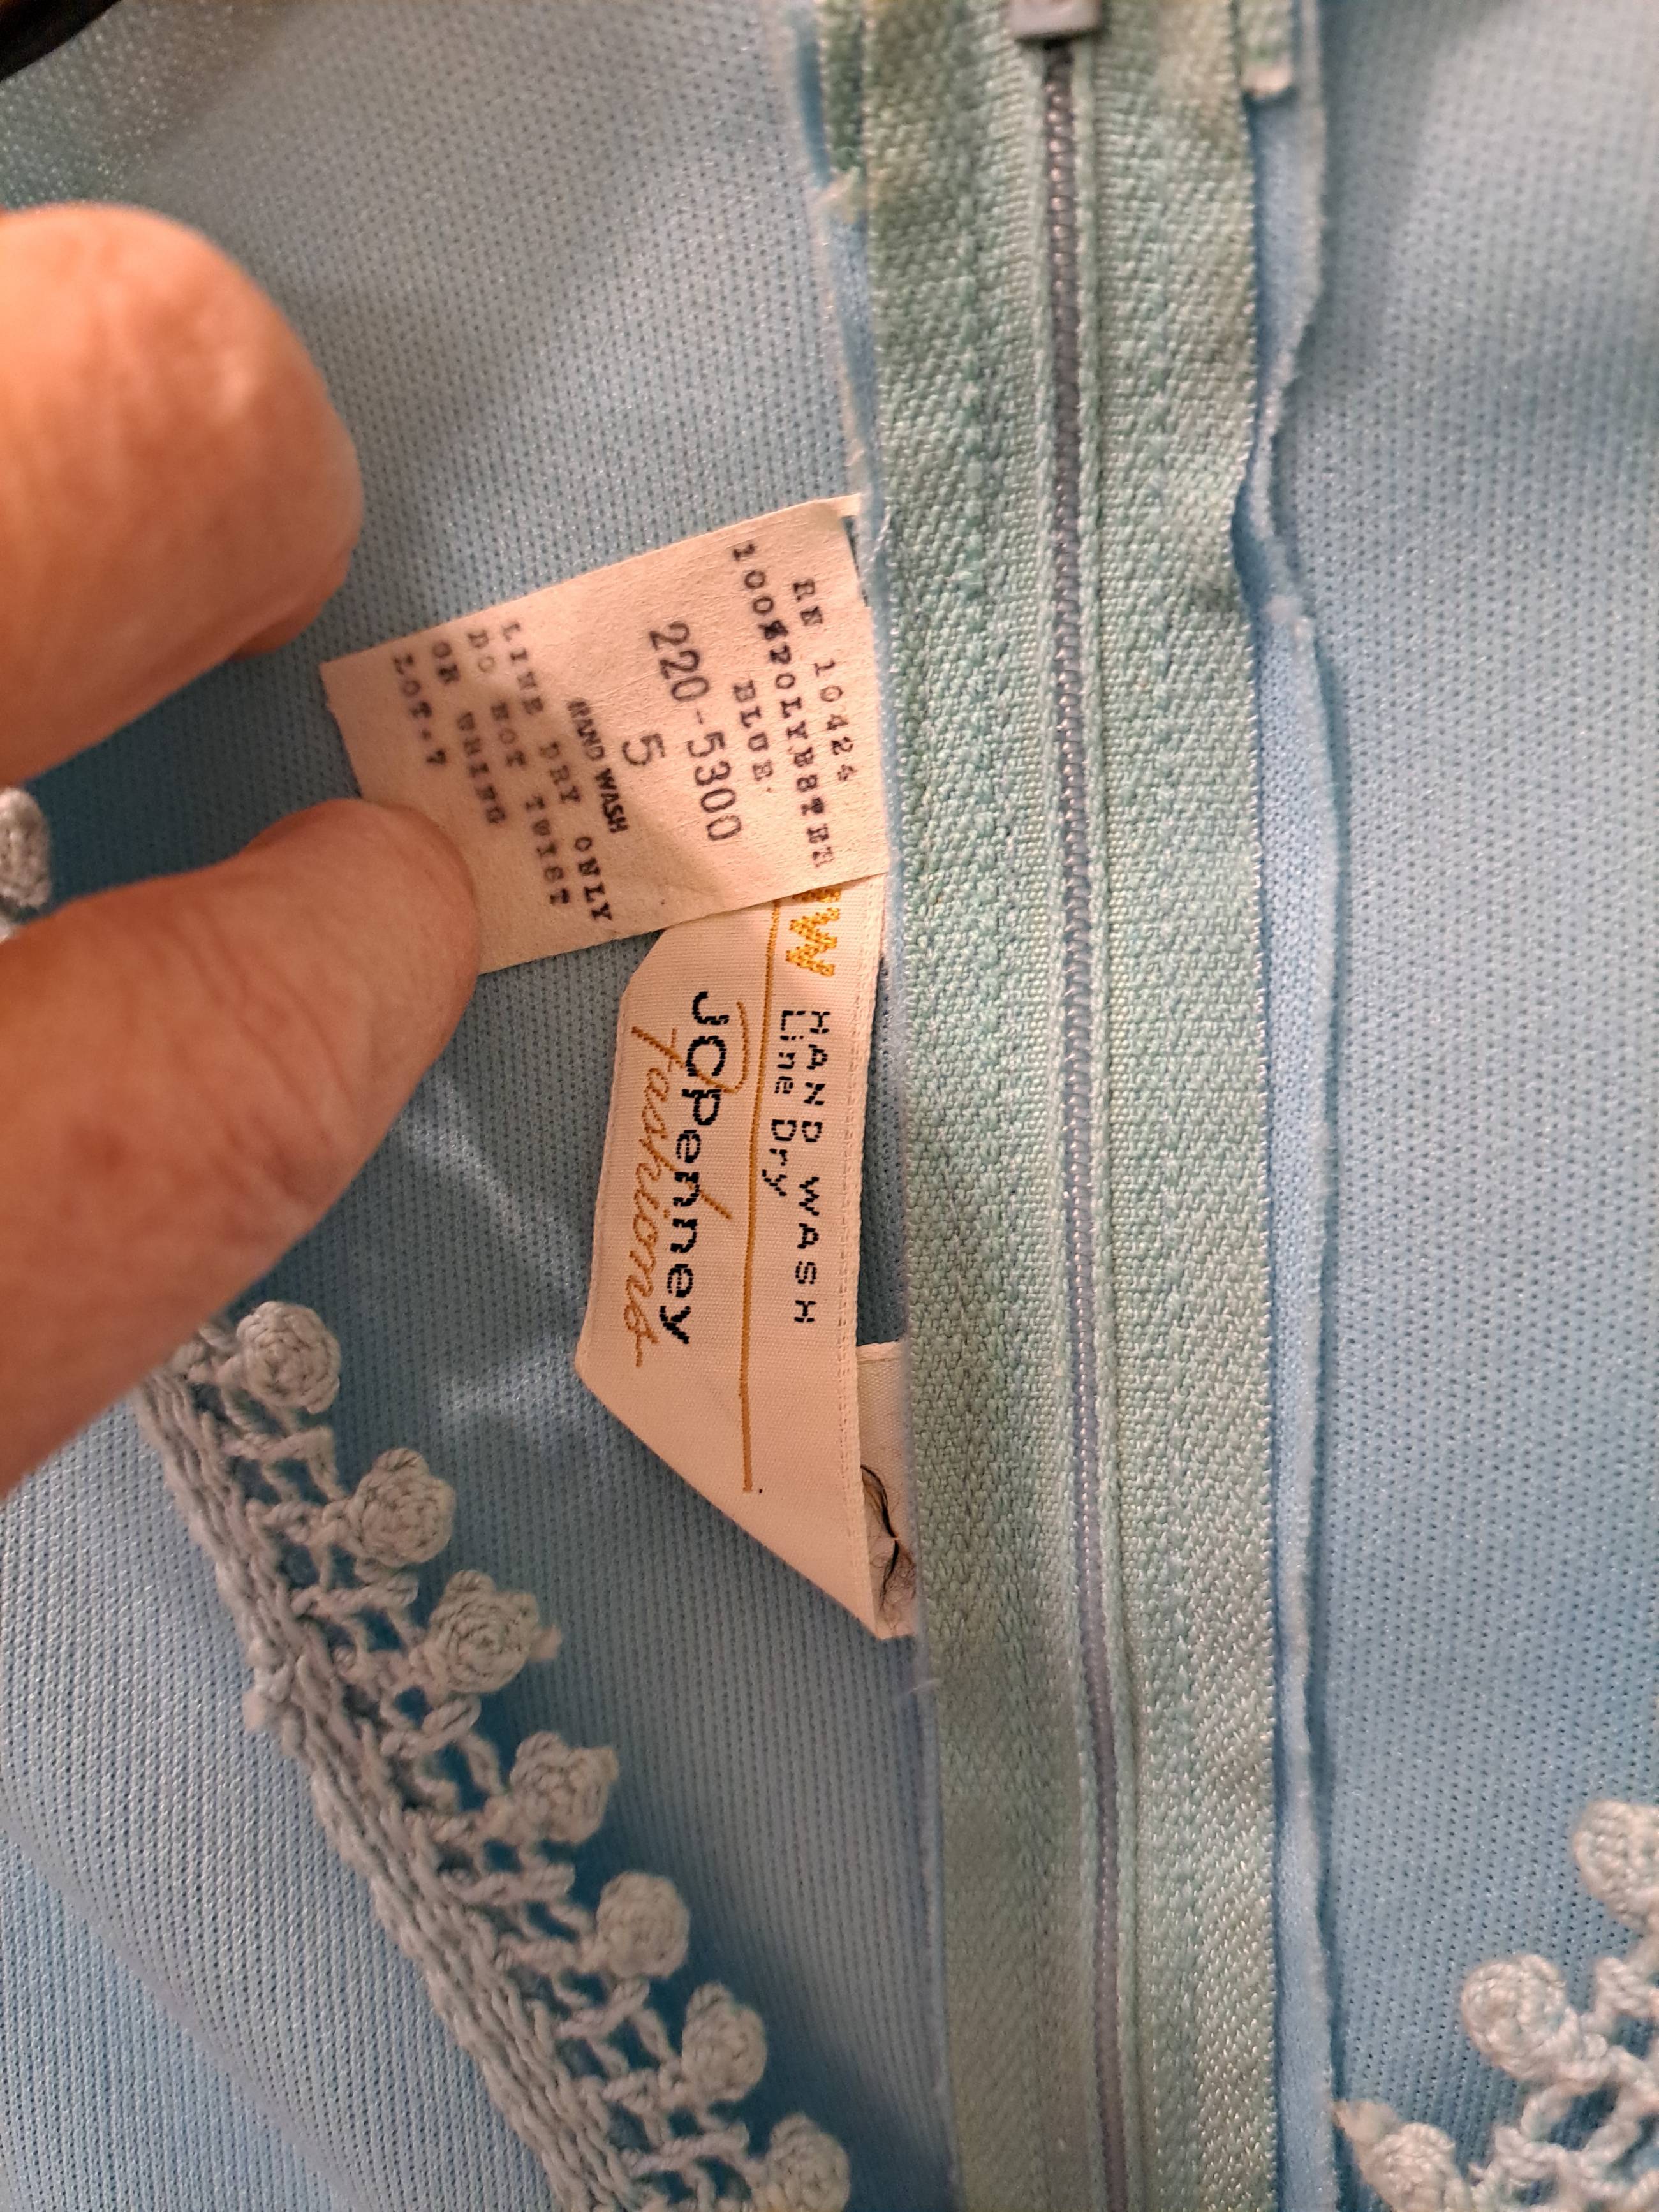 RN 10424
100%POLYESTER
BLUE.
220-5300
5
HAND WASH
LINE DRY ONLY
DO NOT TWIST
OR WRING
LOT-7
HAND WASH
Line Dry
JCPenney
Fashions